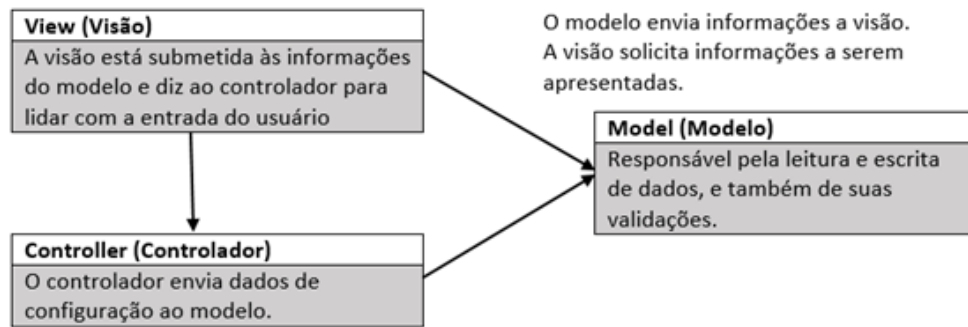 View (Visão)
A visão está submetida às informações
do modelo e diz ao controlador para
lidar com a entrada do usuário
O modelo envia informações a visão.
A visão solicita informações a serem
apresentadas.
Model (Modelo)
Responsável pela leitura e escrita
de dados, e também de suas
validações.
Controller (Controlador)
O controlador envia dados de
configuração ao modelo.